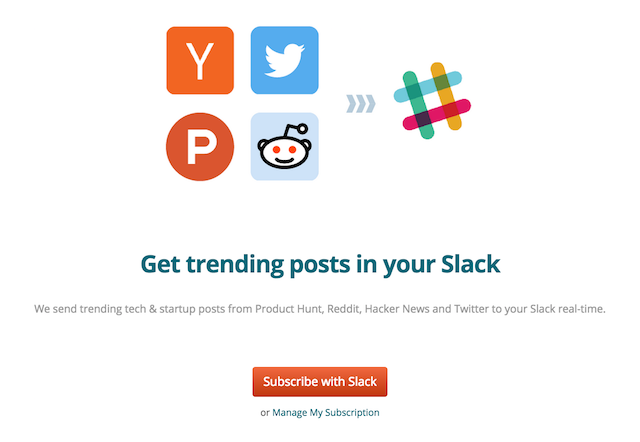 Y
P
Get trending posts in your Slack
We send trending tech & startup posts from Product Hunt, Reddit, Hacker News and Twitter to your Slack real-time.
Subscribe with Slack
or Manage My Subscription